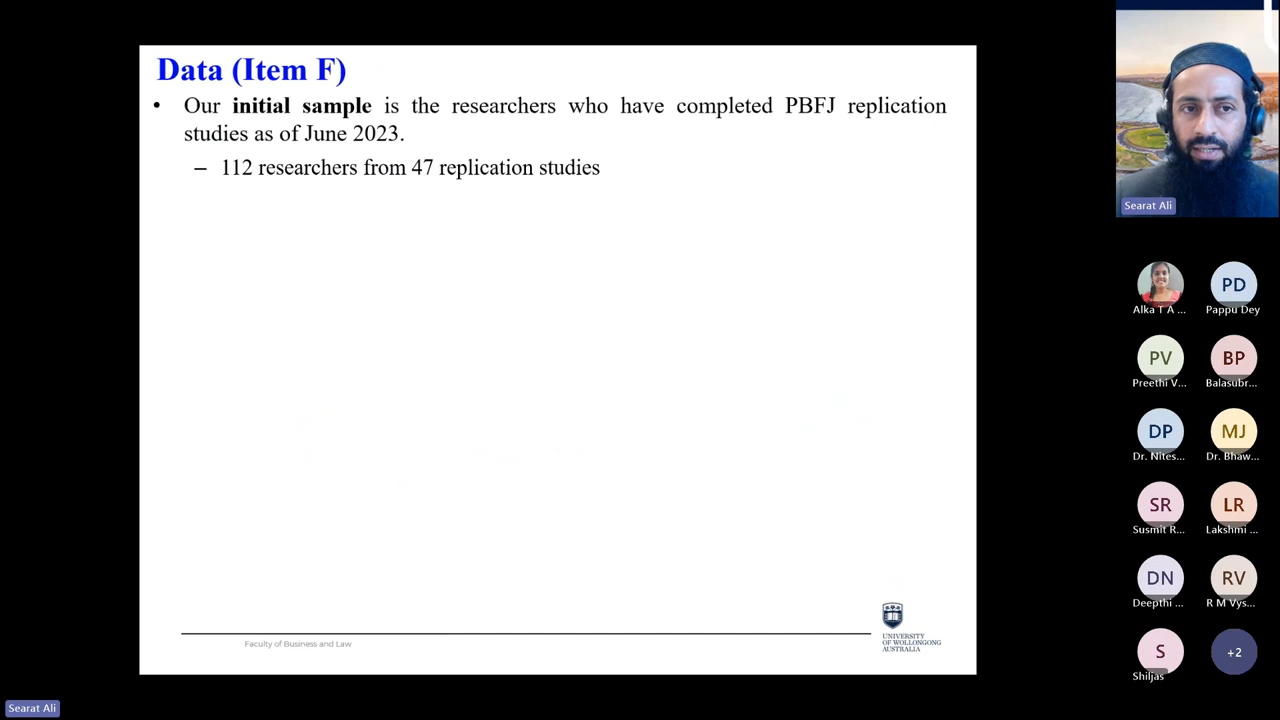 Data (Item F)
• Our initial sample is the researchers who have completed PBFJ replication
studies as of June 2023.
– 112 researchers from 47 replication studies
Faculty of Business and Law
UNIVERSITY
OF WOLLONGONG
AUSTRALIA
Searat Ali
Alka T A ...
PD
Pappu Dey
PV
Preethi V...
BP
Balasubr...
DP
Dr. Nites...
MJ
Dr. Bhaw...
SR
Susmit R...
LR
Lakshmi ...
DN
Deepthi ...
RV
R M Vys...
S
Shiljas
+2
Searat Ali